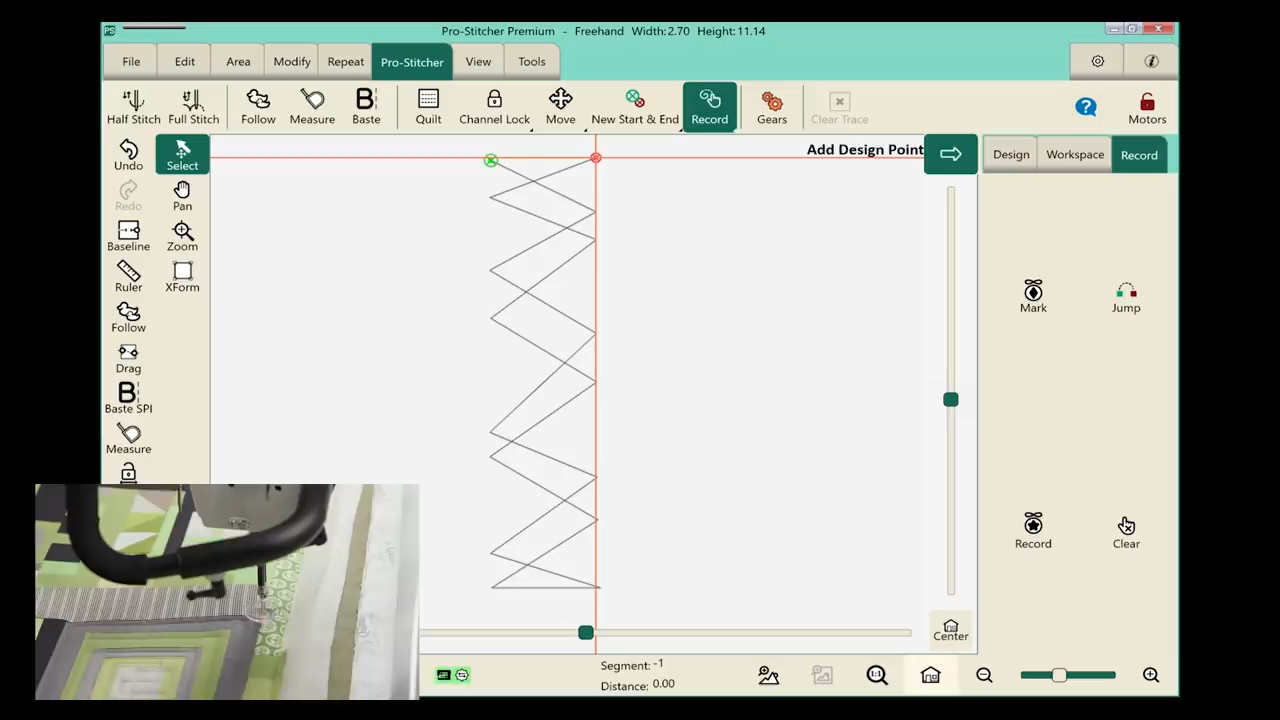 PS
Pro-Stitcher Premium - Freehand Width:2.70 Height:11.14
File Edit Area Modify Repeat Pro-Stitcher View Tools
Half Stitch Full Stitch Follow Measure Baste Quilt Channel Lock Move New Start & End Record Gears Clear Trace Motors
Undo Select
Add Design Point
Design Workspace Record
Redo Pan
Baseline Zoom
Ruler XForm
Mark Jump
Follow
Drag
Baste SPI
Measure
Record Clear
Center
Segment: -1
Distance: 0.00
1:1